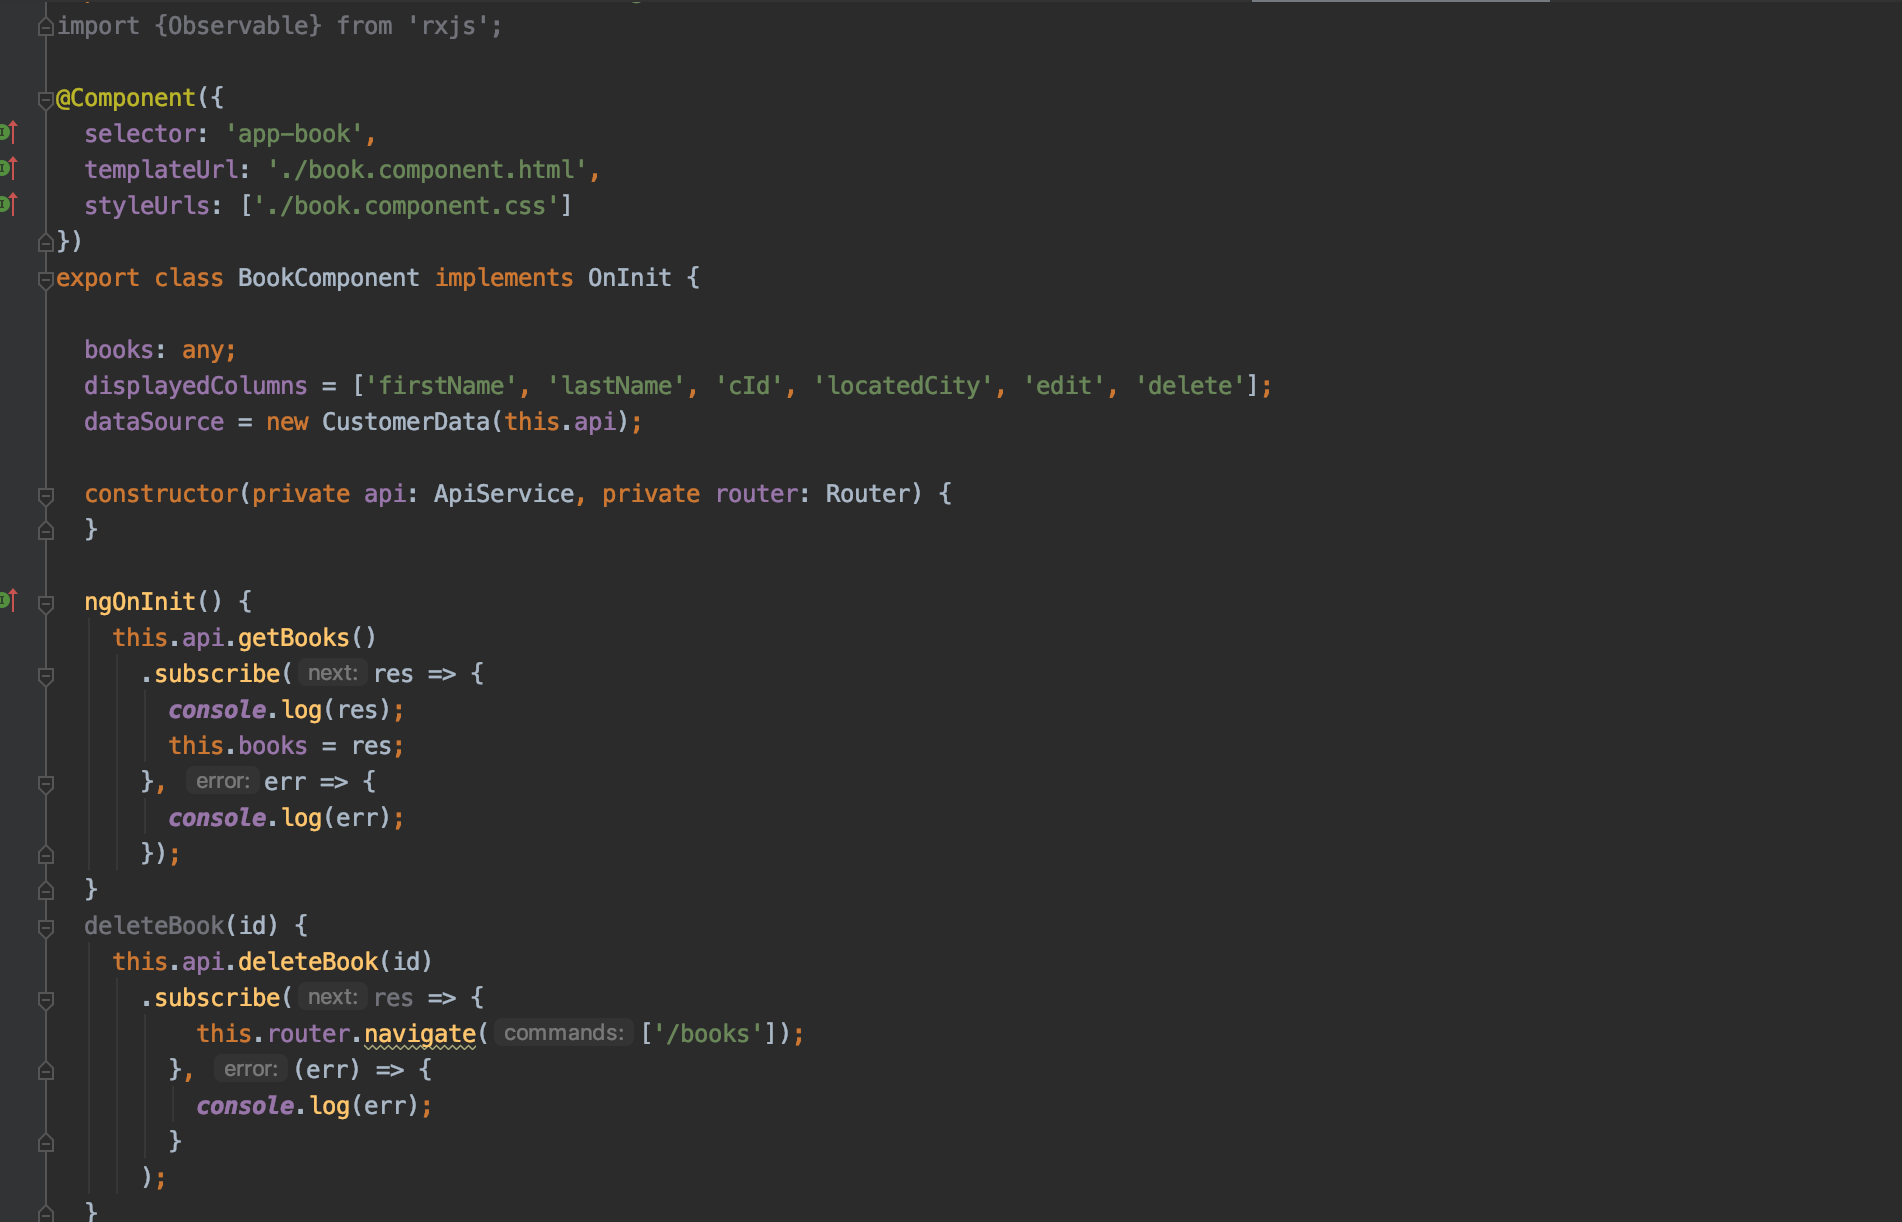 import {Observable} from 'rxjs';
@Component({
  selector: 'app-book',
  templateUrl: './book.component.html',
  styleUrls: ['./book.component.css']
})
export class BookComponent implements OnInit {
  books: any;
  displayedColumns = ['firstName', 'lastName', 'cId', 'locatedCity', 'edit', 'delete'];
  dataSource = new CustomerData(this.api);
  constructor(private api: ApiService, private router: Router) {
  }
  ngOnInit() {
    this.api.getBooks()
      .subscribe( next: res => {
        console.log(res);
        this.books = res;
      }, error: err => {
        console.log(err);
      });
  }
  deleteBook(id) {
    this.api.deleteBook(id)
      .subscribe( next: res => {
          this.router.navigate( commands: ['/books']);
        }, error: (err) => {
          console.log(err);
        }
      );
  }